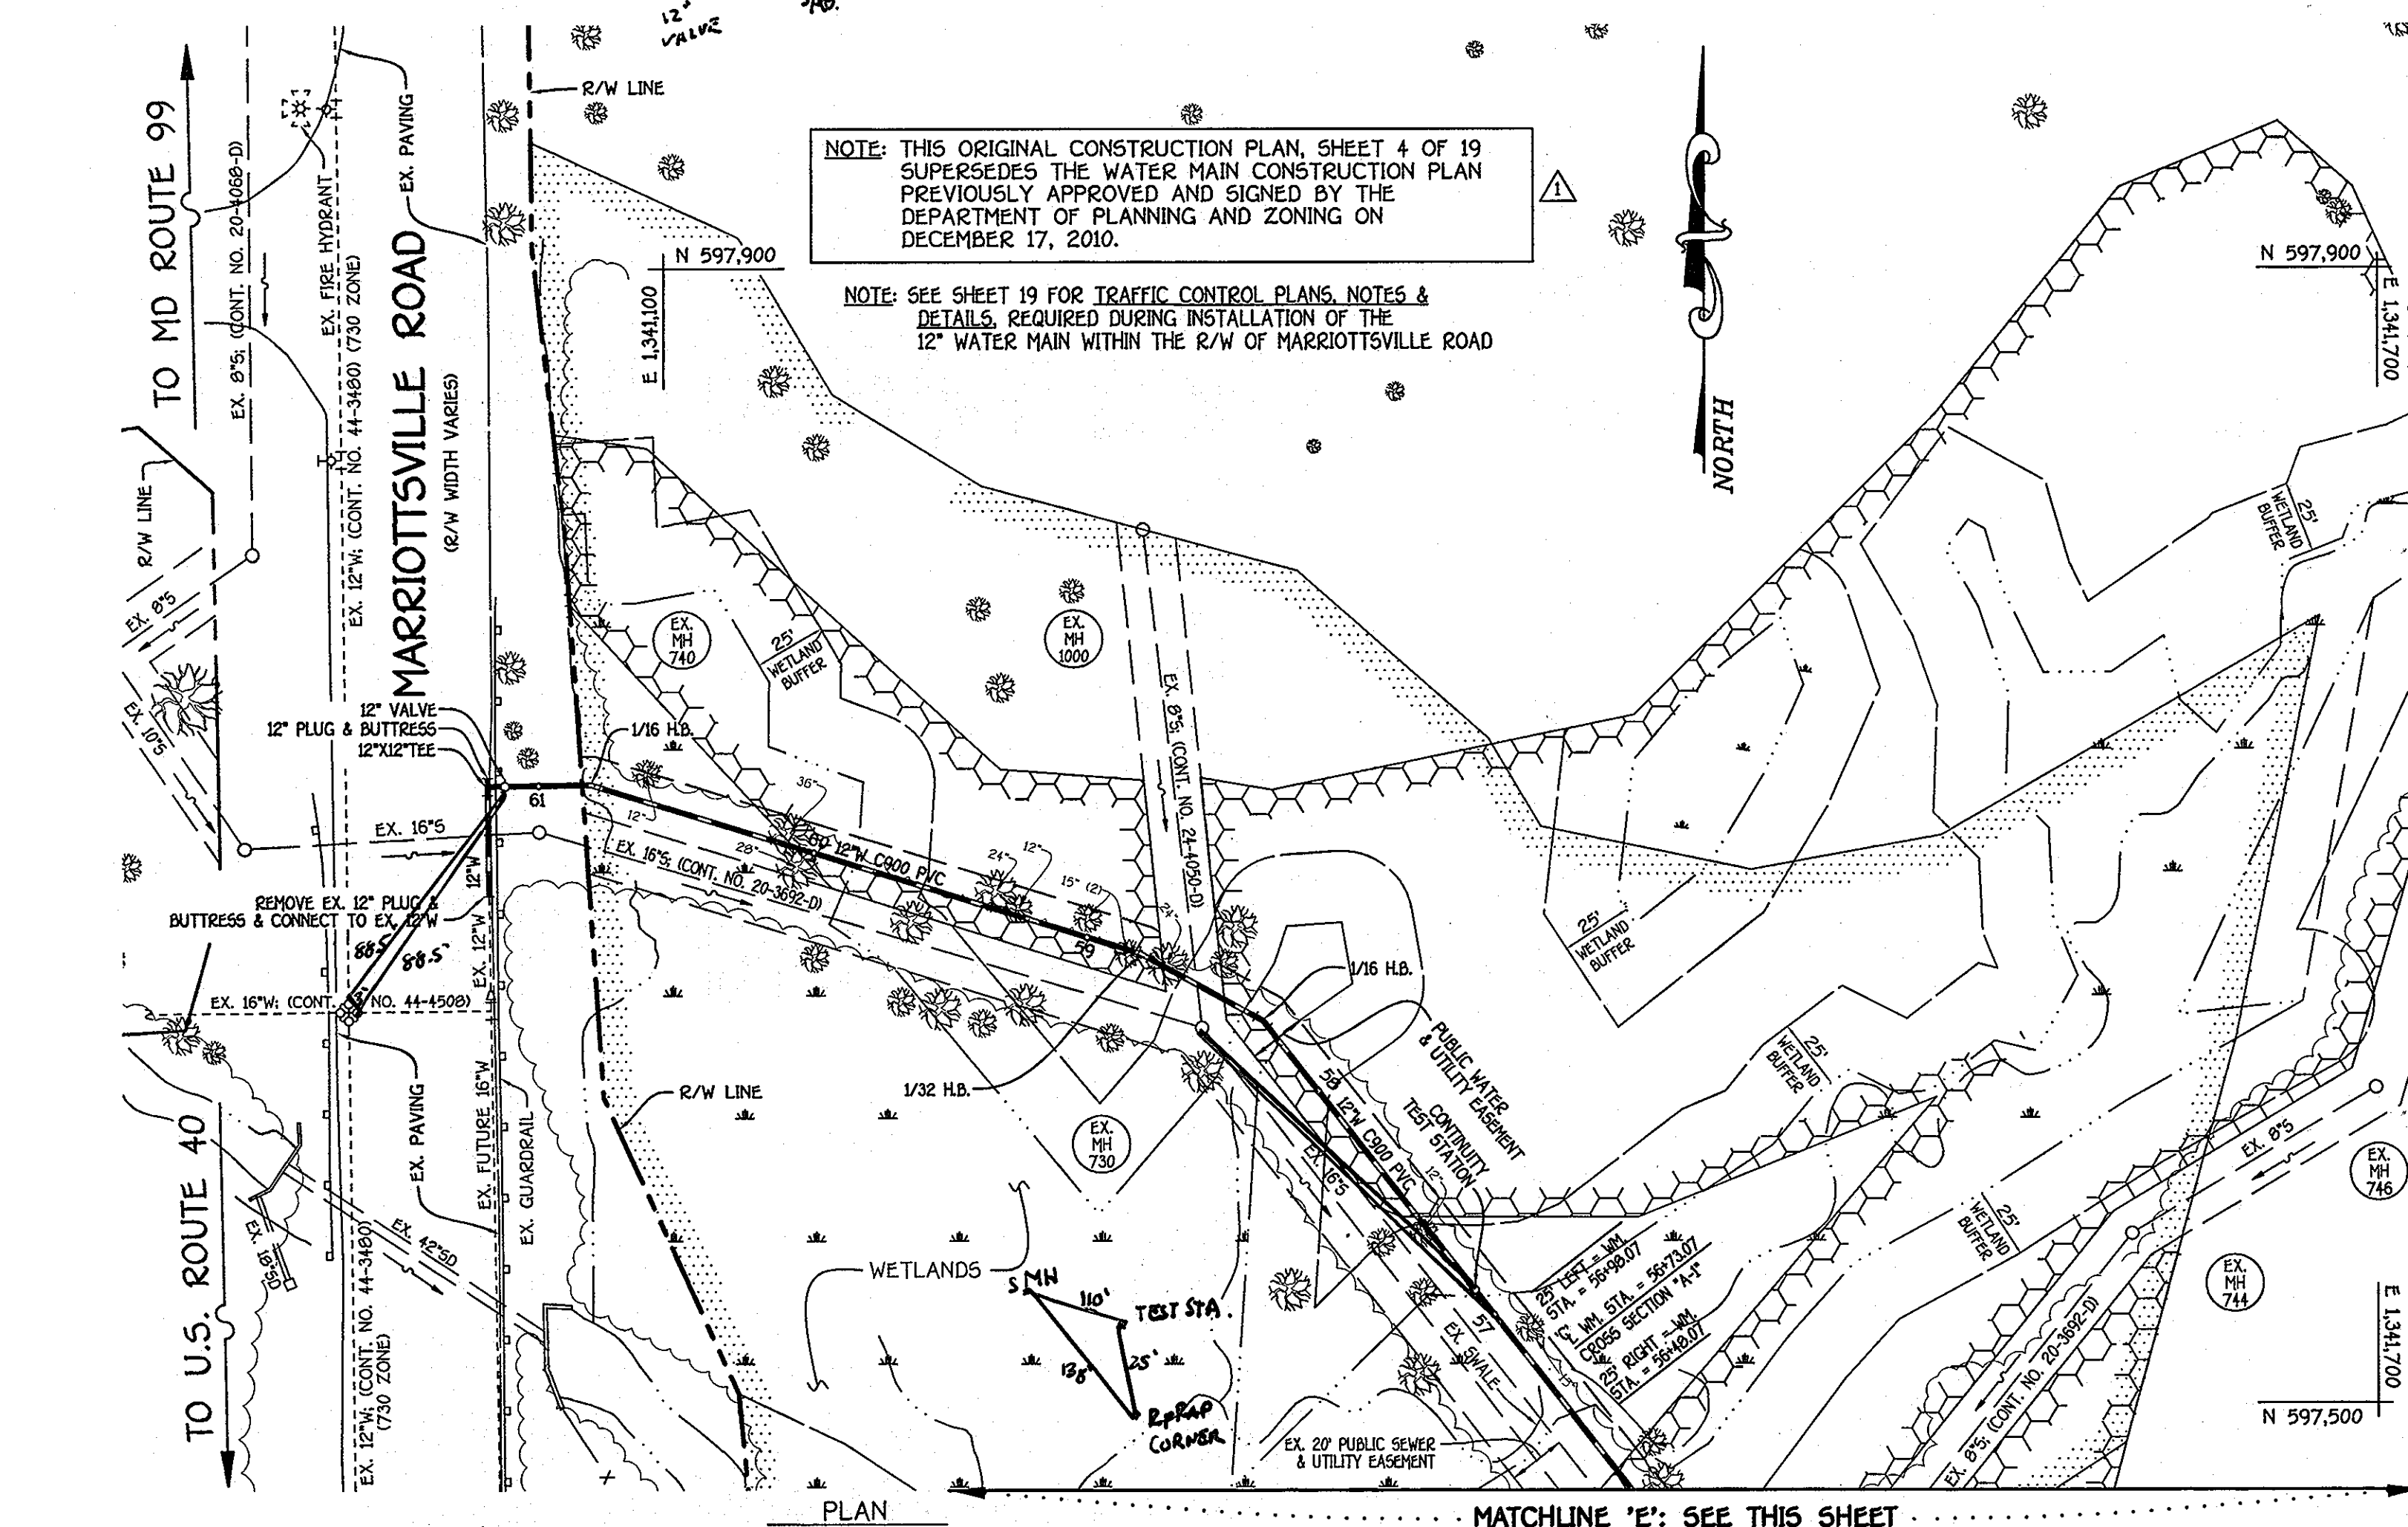 12"
VALVE
R/W LINE
TO MD ROUTE 99
EX. 8"S; (CONT. NO. 20-4068-D)
EX. FIRE HYDRANT
EX. 12"W; (CONT. NO. 44-3480) (730 ZONE)
EX. PAVING
MARRIOTTSVILLE ROAD
(R/W WIDTH VARIES)
NOTE: THIS ORIGINAL CONSTRUCTION PLAN, SHEET 4 OF 19
SUPERSEDES THE WATER MAIN CONSTRUCTION PLAN
PREVIOUSLY APPROVED AND SIGNED BY THE
DEPARTMENT OF PLANNING AND ZONING ON
DECEMBER 17, 2010.
1
NOTE: SEE SHEET 19 FOR TRAFFIC CONTROL PLANS, NOTES &
DETAILS, REQUIRED DURING INSTALLATION OF THE
12" WATER MAIN WITHIN THE R/W OF MARRIOTTSVILLE ROAD
N 597,900
E 1,341,100
NORTH
N 597,900
E 1,341,700
R/W LINE
EX. 8"S
EX. 10"S
25'
WETLAND
BUFFER
EX.
MH
740
25'
WETLAND
BUFFER
EX.
MH
1000
EX. 8"S; (CONT. NO. 24-4050-D)
12" VALVE
12" PLUG & BUTTRESS
12"X12"TEE
1/16 H.B.
61
36"
12"
28"
60
12"W C900 PVC
24"
12"
15" (2)
24"
59
EX. 16"S
EX. 16"S; (CONT. NO. 20-3692-D)
12"W
REMOVE EX. 12" PLUG &
BUTTRESS & CONNECT TO EX. 12"W
88.5'
88.5'
EX. 12"W
EX. 16"W; (CONT. NO. 44-4508)
25'
WETLAND
BUFFER
1/16 H.B.
PUBLIC WATER
& UTILITY EASEMENT
25'
WETLAND
BUFFER
1/32 H.B.
R/W LINE
EX.
MH
730
58
12"W C900 PVC
CONTINUITY
TEST STATION
12"
EX. 16"S
EX. 8"S
EX.
MH
746
25'
WETLAND
BUFFER
TO U.S. ROUTE 40
EX. PAVING
EX. FUTURE 16"W
EX. GUARDRAIL
EX. 18"SD
EX. 42"SD
EX. 12"W; (CONT. NO. 44-3480)
(730 ZONE)
WETLANDS
SMH
110'
TEST STA.
138'
25'
RipRAP
CORNER
57
25' LEFT = WM.
STA. = 56+98.07
℄ WM. STA. = 56+73.07
CROSS SECTION "A-1"
25' RIGHT = WM.
STA. = 56+48.07
15"
EX. SWALE
EX. 20' PUBLIC SEWER
& UTILITY EASEMENT
EX.
MH
744
EX. 8"S; (CONT. NO. 20-3692-D)
E 1,341,700
N 597,500
PLAN
MATCHLINE 'E': SEE THIS SHEET